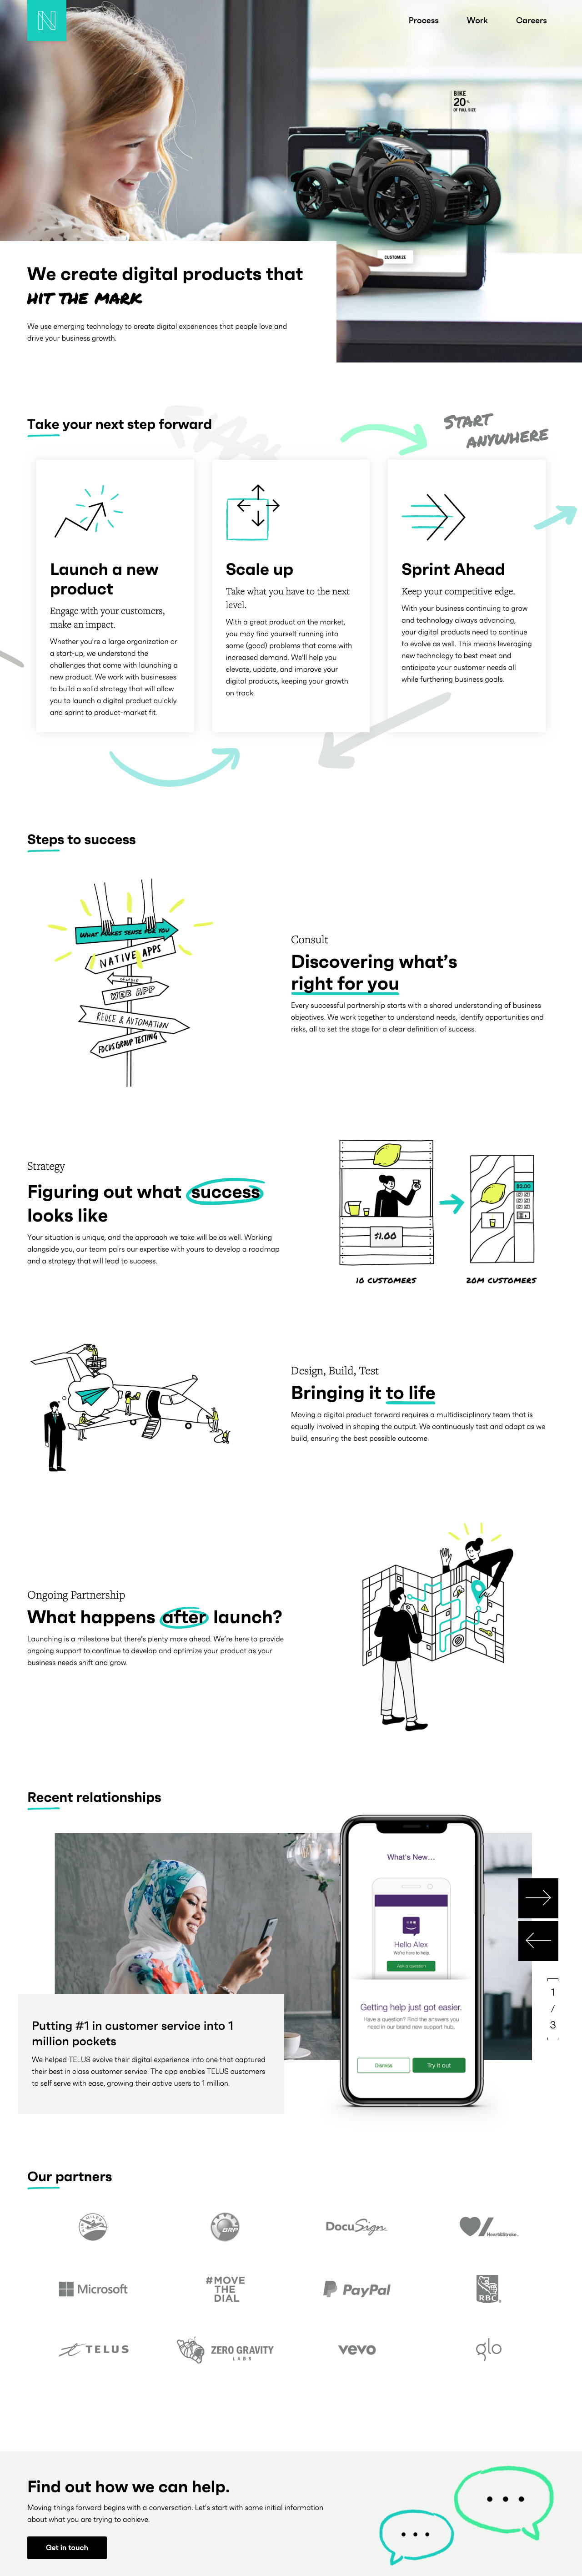 N
Process Work Careers
BIKE
20%
OF FULL SIZE
CUSTOMIZE
We create digital products that
HIT THE MARK
We use emerging technology to create digital experiences that people love and
drive your business growth.
Take your next step forward
START
ANYWHERE
Launch a new
product
Engage with your customers,
make an impact.
Whether you're a large organization or
a start-up, we understand the
challenges that come with launching a
new product. We work with businesses
to build a solid strategy that will allow
you to launch a digital product quickly
and sprint to product-market fit.
Scale up
Take what you have to the next
level.
With a great product on the market,
you may find yourself running into
some (good) problems that come with
increased demand. We'll help you
elevate, update, and improve your
digital products, keeping your growth
on track.
Sprint Ahead
Keep your competitive edge.
With your business continuing to grow
and technology always advancing,
your digital products need to continue
to evolve as well. This means leveraging
new technology to best meet and
anticipate your customer needs all
while furthering business goals.
Steps to success
WHAT MAKES SENSE FOR YOU
NATIVE APPS
WEB APP
REUSE & AUTOMATION
FOCUS GROUP TESTING
Consult
Discovering what's
right for you
Every successful partnership starts with a shared understanding of business
objectives. We work together to understand needs, identify opportunities and
risks, all to set the stage for a clear definition of success.
Strategy
Figuring out what success
looks like
Your situation is unique, and the approach we take will be as well. Working
alongside you, our team pairs our expertise with yours to develop a roadmap
and a strategy that will lead to success.
$1.00
$2.00
10 CUSTOMERS
20M CUSTOMERS
Design, Build, Test
Bringing it to life
Moving a digital product forward requires a multidisciplinary team that is
equally involved in shaping the output. We continuously test and adapt as we
build, ensuring the best possible outcome.
Ongoing Partnership
What happens after launch?
Launching is a milestone but there's plenty more ahead. We're here to provide
ongoing support to continue to develop and optimize your product as your
business needs shift and grow.
Recent relationships
What's New...
Hello Alex
We're here to help.
Ask a question
Getting help just got easier.
Have a question? Find the answers you
need in our brand new support hub.
Dismiss
Try it out
1
/
3
Putting #1 in customer service into 1
million pockets
We helped TELUS evolve their digital experience into one that captured
their best in class customer service. The app enables TELUS customers
to self serve with ease, growing their active users to 1 million.
Our partners
AIR MILES
BRP
DocuSign
Heart&Stroke
Microsoft
#MOVE
THE
DIAL
PayPal
RBC
TELUS
ZERO GRAVITY
LABS
vevo
glo
Find out how we can help.
Moving things forward begins with a conversation. Let's start with some initial information
about what you are trying to achieve.
Get in touch